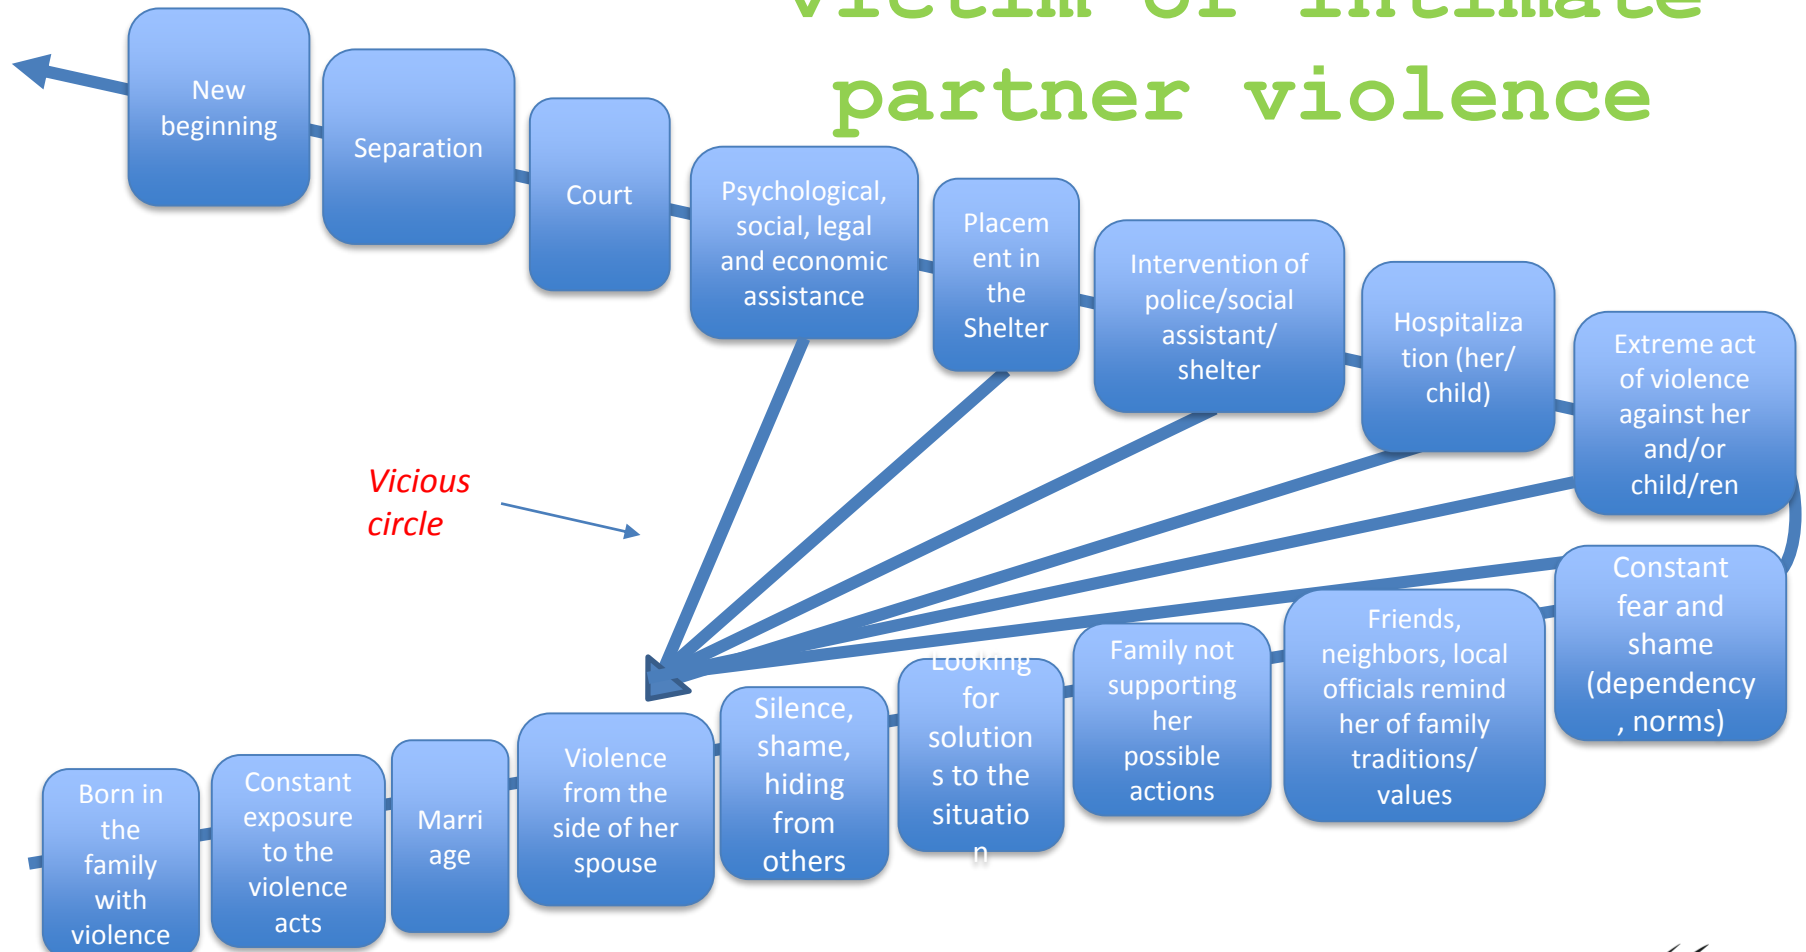 victim of intimate
partner violence
New
beginning
Separation
Court
Psychological,
social, legal
and economic
assistance
Placem
ent in
the
Shelter
Intervention of
police/social
assistant/
shelter
Hospitaliza
tion (her/
child)
Extreme act
of violence
against her
and/or
child/ren
Vicious
circle
Constant
fear and
shame
(dependency
, norms)
Friends,
neighbors, local
officials remind
her of family
traditions/
values
Family not
supporting
her
possible
actions
Looking
for
solution
s to the
situatio
n
Silence,
shame,
hiding
from
others
Violence
from the
side of her
spouse
Marri
age
Constant
exposure
to the
violence
acts
Born in
the
family
with
violence